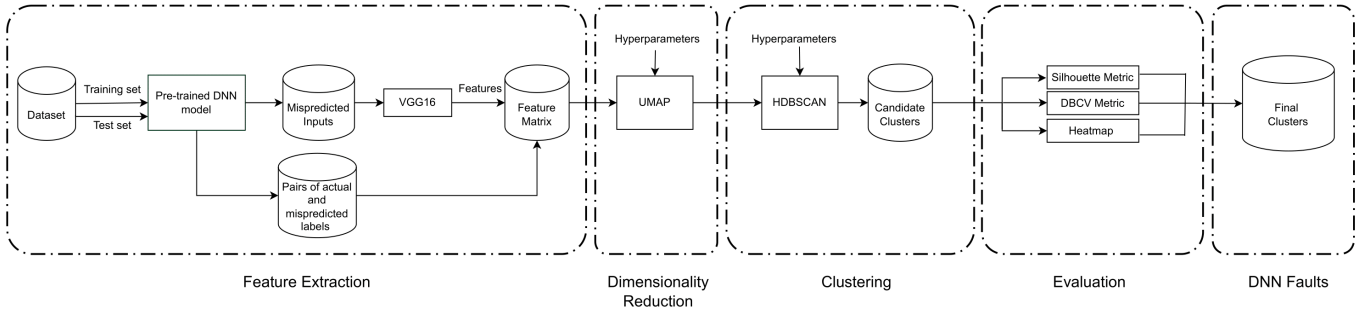 Training set
Dataset
Test set
Pre-trained DNN
model
Mispredicted
Inputs
VGG16
Features
Feature
Matrix
Pairs of actual
and
mispredicted
labels
Feature Extraction
Hyperparameters
UMAP
Dimensionality
Reduction
Hyperparameters
HDBSCAN
Candidate
Clusters
Clustering
Silhouette Metric
DBCV Metric
Heatmap
Evaluation
Final
Clusters
DNN Faults